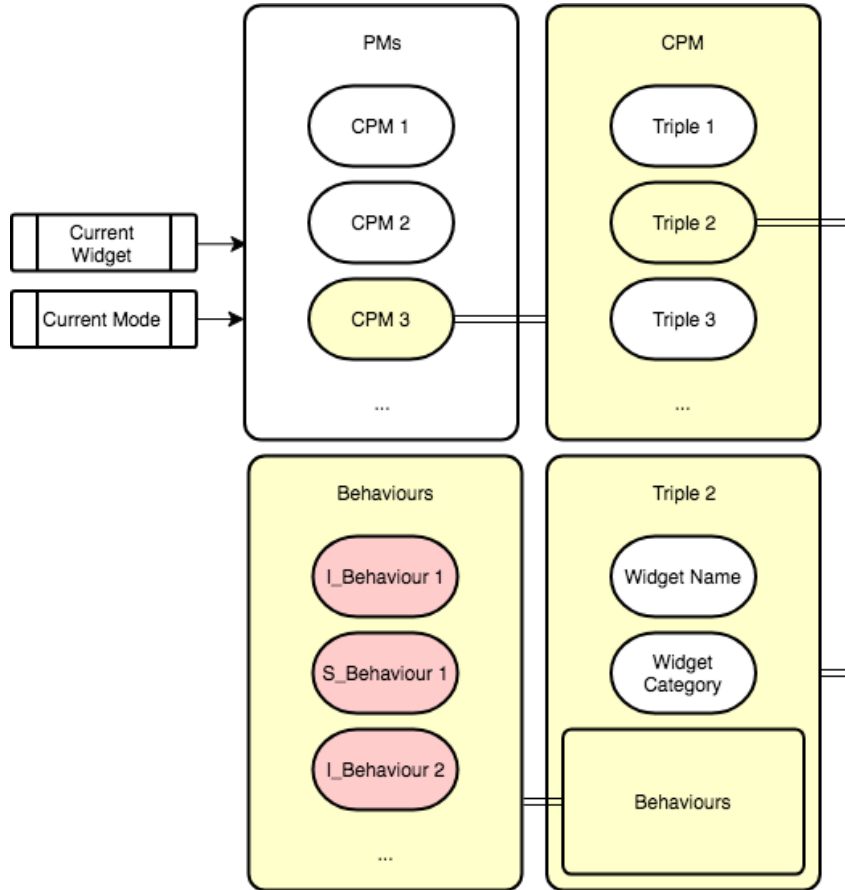 PMs
CPM 1
CPM 2
CPM 3
...
Current
Widget
Current Mode
CPM
Triple 1
Triple 2
Triple 3
...
Behaviours
I_Behaviour 1
S_Behaviour 1
I_Behaviour 2
...
Triple 2
Widget Name
Widget
Category
Behaviours